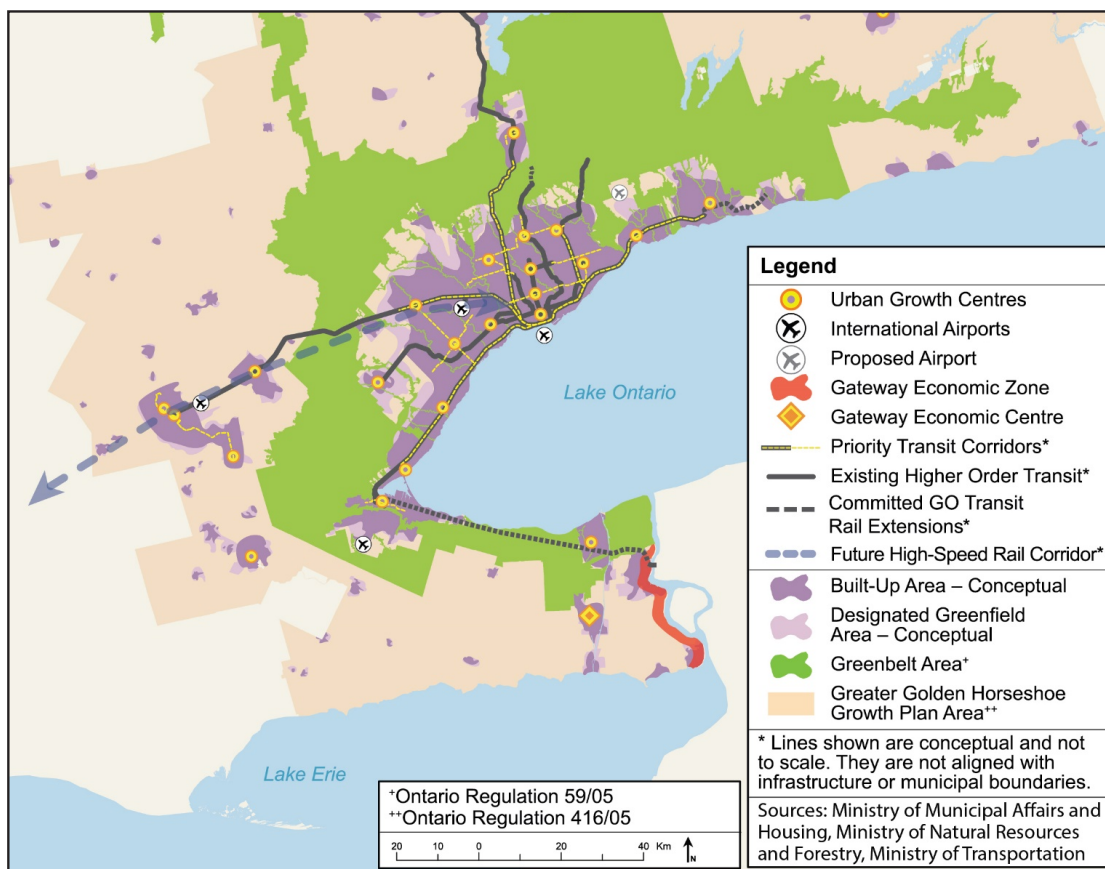 Lake Ontario
Lake Erie
Legend
Urban Growth Centres
International Airports
Proposed Airport
Gateway Economic Zone
Gateway Economic Centre
Priority Transit Corridors*
Existing Higher Order Transit*
Committed GO Transit
Rail Extensions*
Future High-Speed Rail Corridor*
Built-Up Area – Conceptual
Designated Greenfield
Area – Conceptual
Greenbelt Area+
Greater Golden Horseshoe
Growth Plan Area++
* Lines shown are conceptual and not
to scale. They are not aligned with
infrastructure or municipal boundaries.
Sources: Ministry of Municipal Affairs and
Housing, Ministry of Natural Resources
and Forestry, Ministry of Transportation
+Ontario Regulation 59/05
++Ontario Regulation 416/05
20 10 0 20 40 Km
N